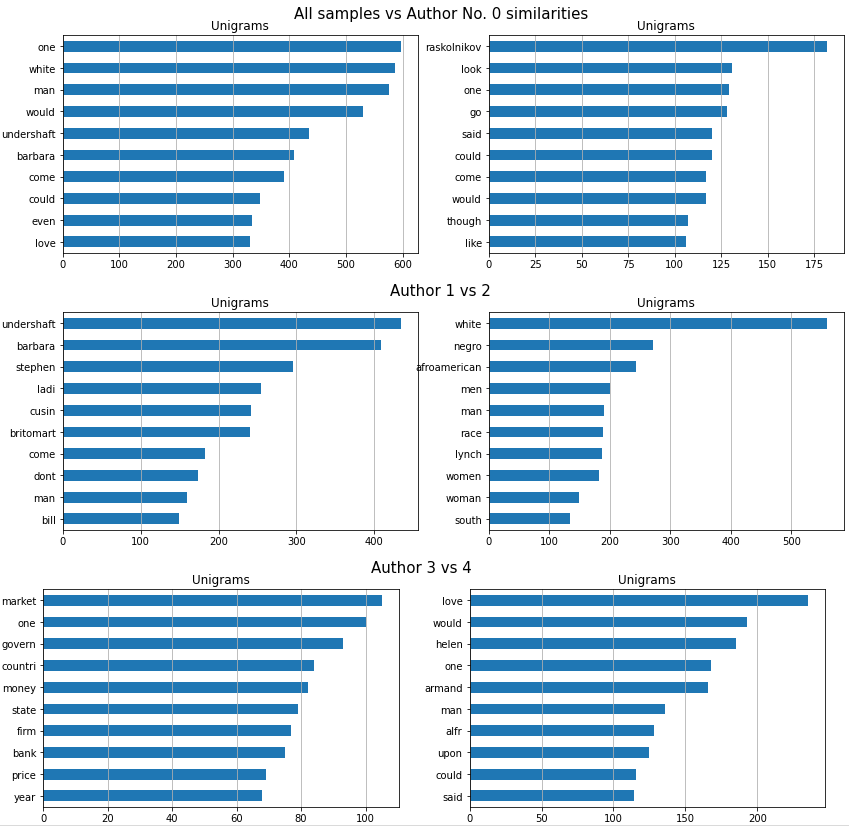 All samples vs Author No. 0 similarities
Unigrams
one
white
man
would
undershaft
barbara
come
could
even
love
0 100 200 300 400 500 600
Unigrams
raskolnikov
look
one
go
said
could
come
would
though
like
0 25 50 75 100 125 150 175
Author 1 vs 2
Unigrams
undershaft
barbara
stephen
ladi
cusin
britomart
come
dont
man
bill
0 100 200 300 400
Unigrams
white
negro
afroamerican
men
man
race
lynch
women
woman
south
0 100 200 300 400 500
Author 3 vs 4
Unigrams
market
one
govern
countri
money
state
firm
bank
price
year
0 20 40 60 80 100
Unigrams
love
would
helen
one
armand
man
alfr
upon
could
said
0 50 100 150 200